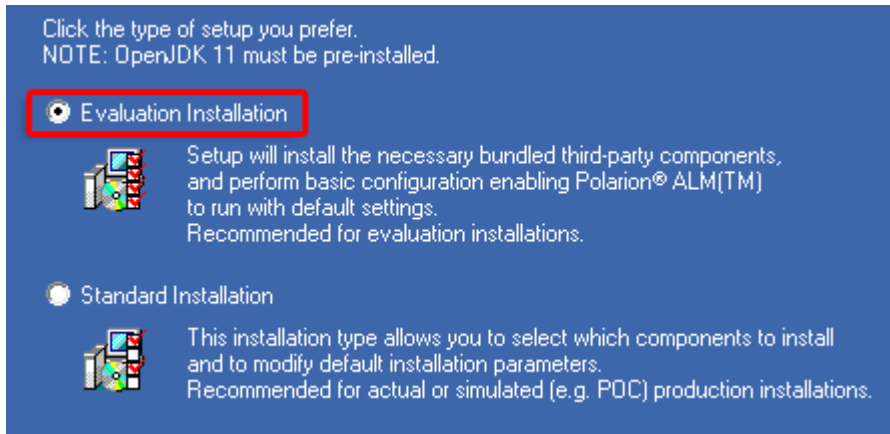 Click the type of setup you prefer.
NOTE: OpenJDK 11 must be pre-installed.
Evaluation Installation
Setup will install the necessary bundled third-party components,
and perform basic configuration enabling Polarion® ALM(TM)
to run with default settings.
Recommended for evaluation installations.
Standard Installation
This installation type allows you to select which components to install
and to modify default installation parameters.
Recommended for actual or simulated (e.g. POC) production installations.